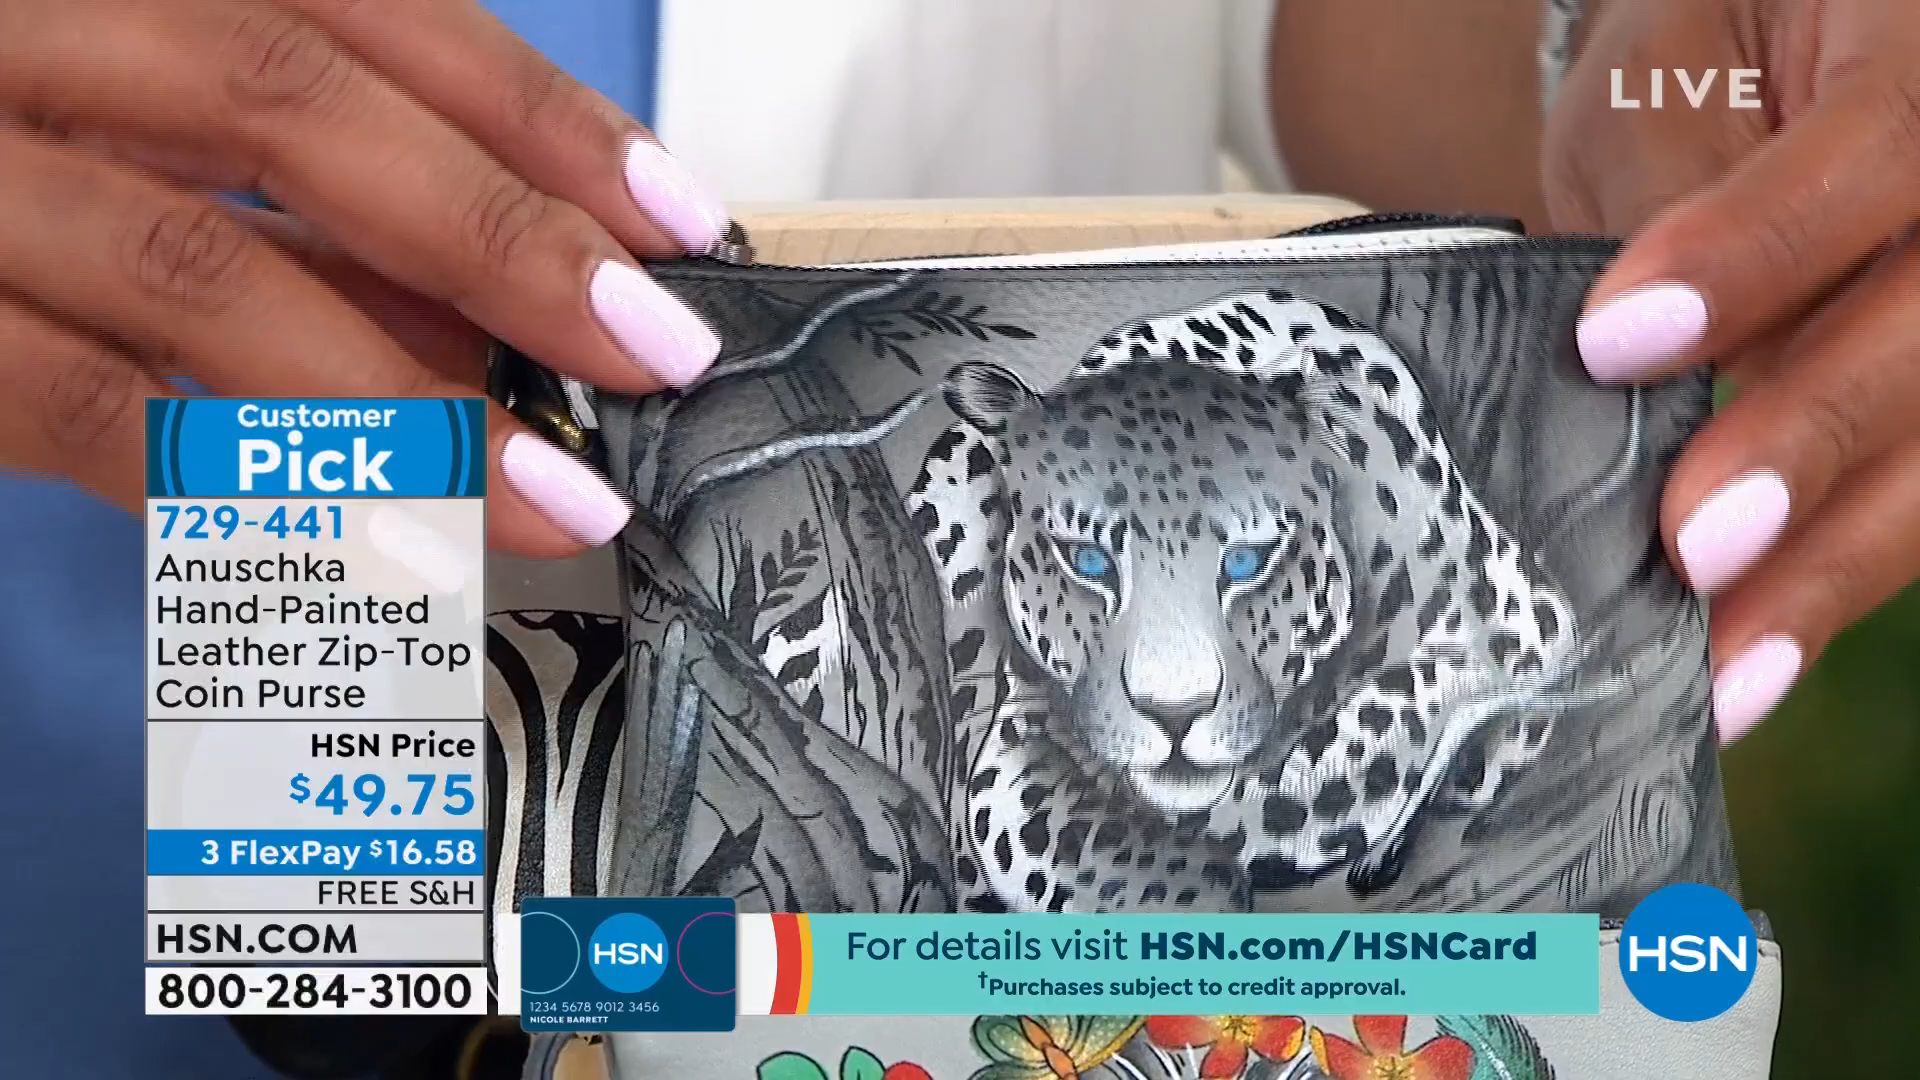 LIVE
Customer
Pick
729-441
Anuschka
Hand-Painted
Leather Zip-Top
Coin Purse
HSN Price
$49.75
3 FlexPay $16.58
FREE S&H
HSN.COM
800-284-3100
HSN
1234 5678 9012 3456
NICOLE BARRETT
For details visit HSN.com/HSNCard
†Purchases subject to credit approval.
HSN